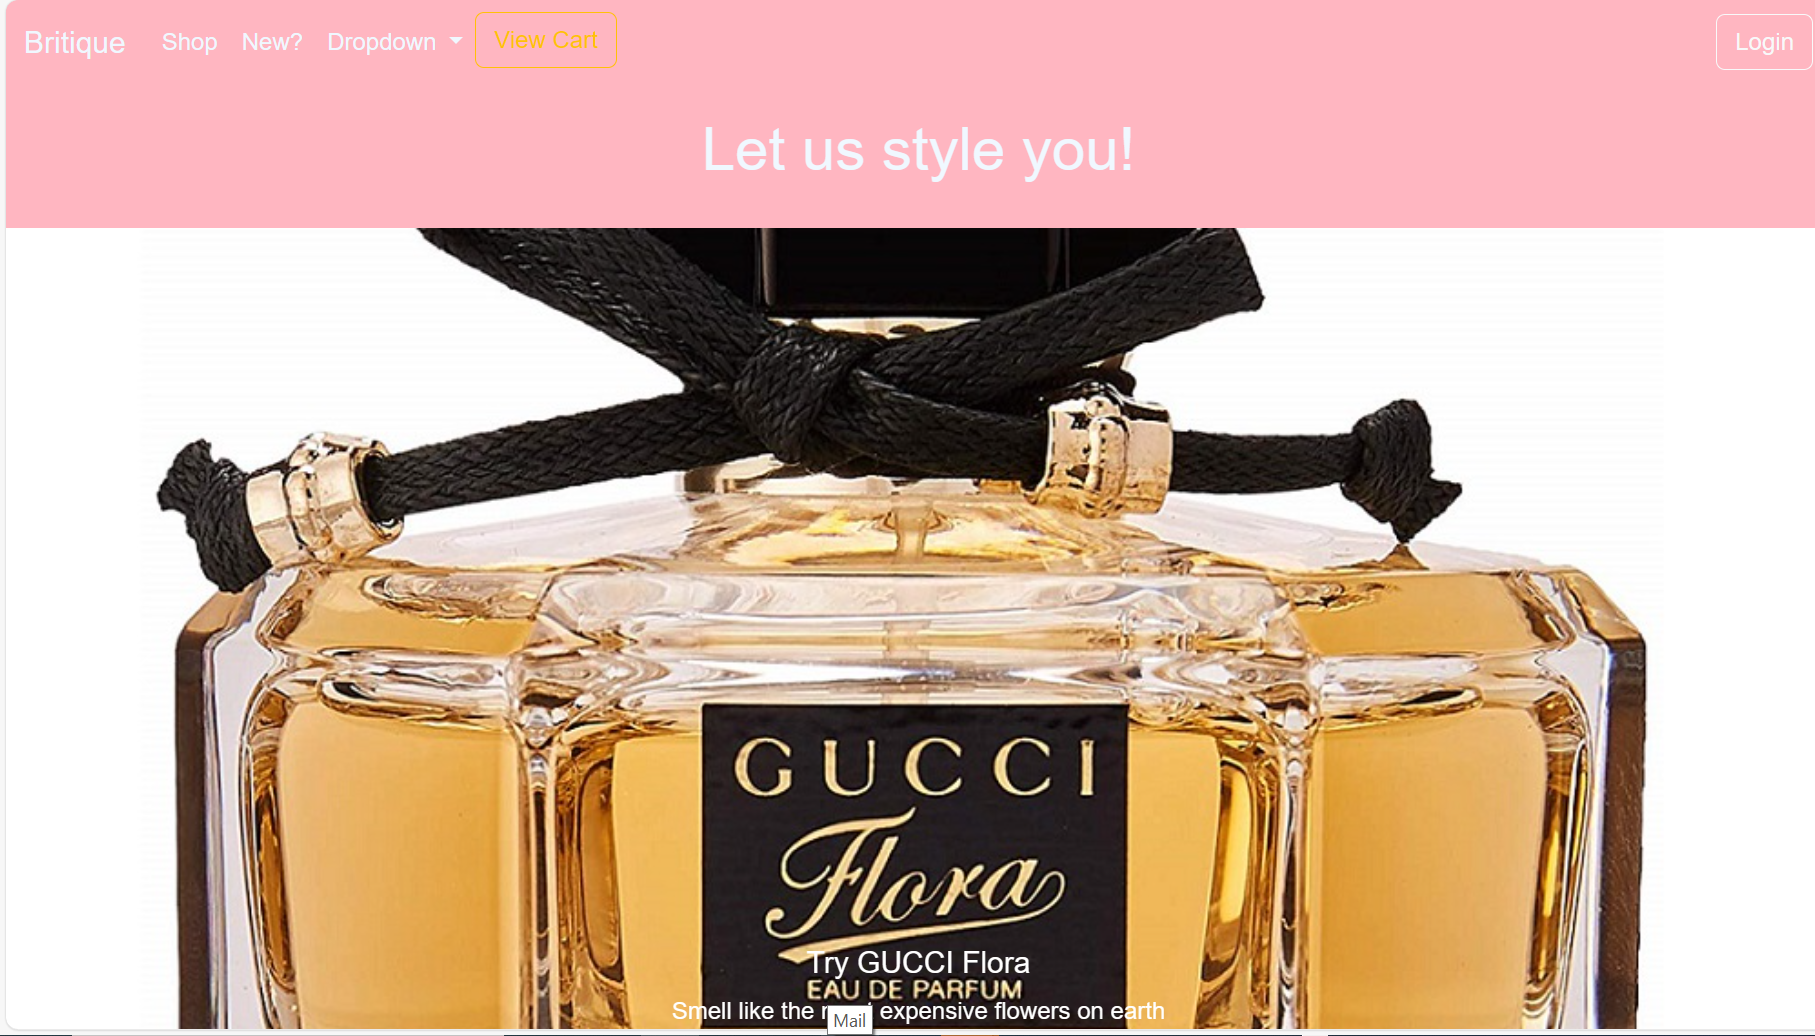 Britique Shop New? Dropdown View Cart Login
Let us style you!
GUCCI
Flora
Try GUCCI Flora
EAU DE PARFUM
Smell like the expensive flowers on earth
Mail